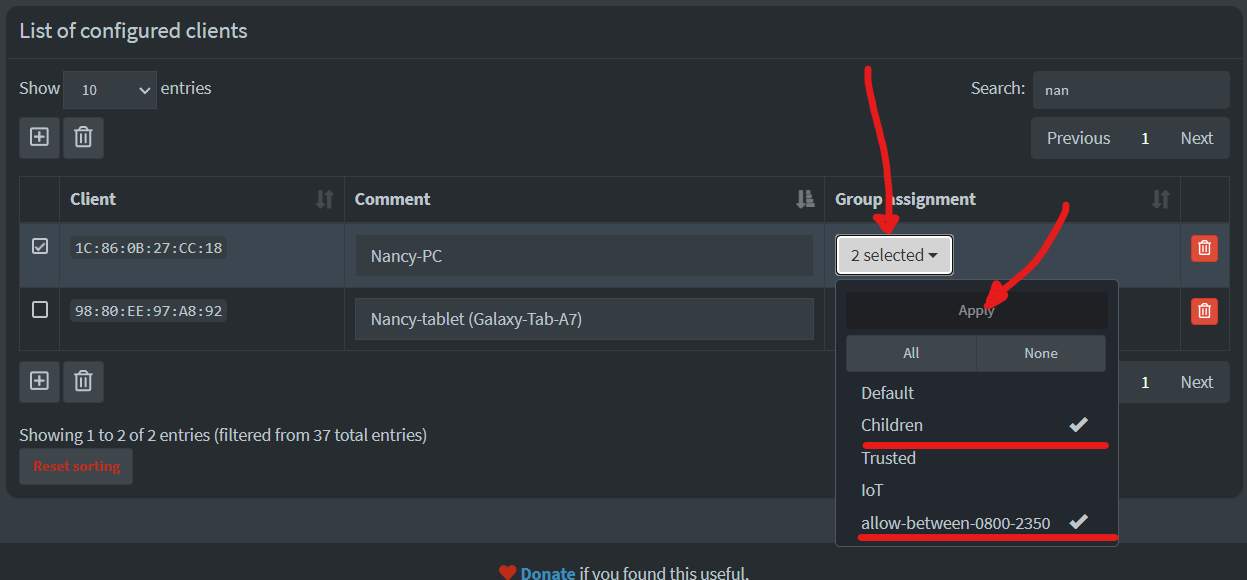 List of configured clients
Show 10 entries
Search: nan
Previous 1 Next
Client Comment Group assignment
1C:86:0B:27:CC:18 Nancy-PC 2 selected
98:80:EE:97:A8:92 Nancy-tablet (Galaxy-Tab-A7)
Apply
All None
Default
Children
Trusted
IoT
allow-between-0800-2350
1 Next
Showing 1 to 2 of 2 entries (filtered from 37 total entries)
Reset sorting
Donate if you found this useful.